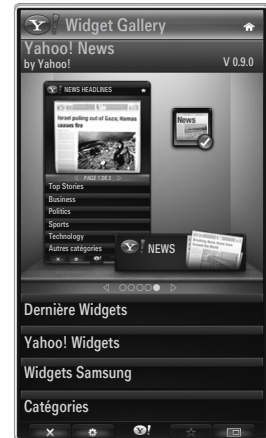 Y! Widget Gallery
Yahoo! News
by Yahoo! V 0.9.0
Y! NEWS HEADLINES
Israel pulling out of Gaza; Hamas
ceases fire
PAGE 1 DE 2
Top Stories
Business
Politics
Sports
Technology
Autres catégories
News
Y! NEWS
Dernière Widgets
Yahoo! Widgets
Widgets Samsung
Catégories
Y!